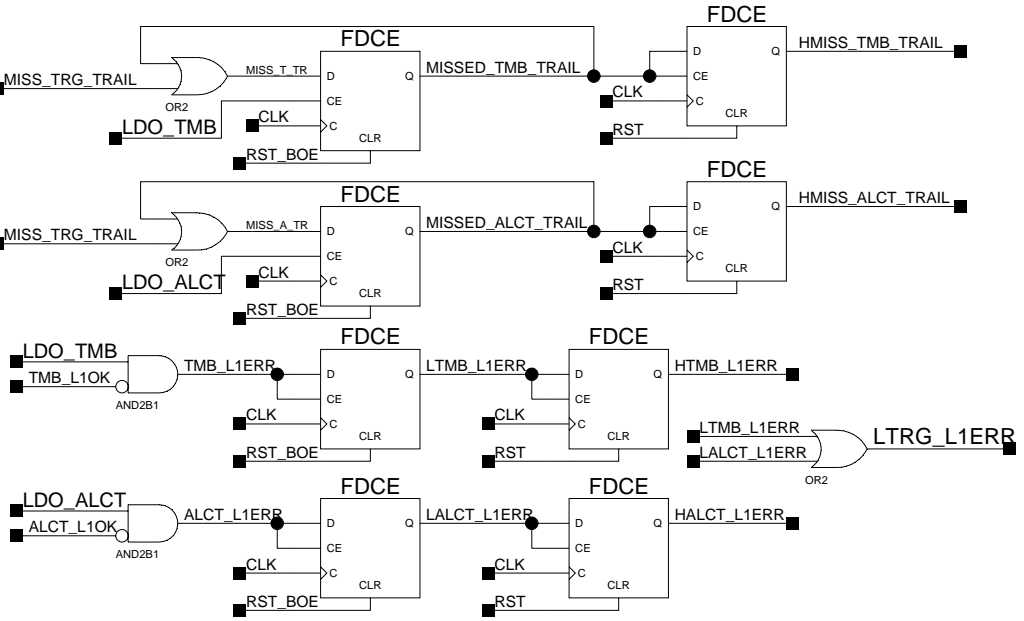 FDCE
D Q HMISS_TMB_TRAIL
CE
CLK
C
CLR
RST
FDCE
MISS_TRG_TRAIL
OR2
MISS_T_TR D Q MISSED_TMB_TRAIL
LDO_TMB CE
CLK
C
CLR
RST_BOE
FDCE
D Q HMISS_ALCT_TRAIL
CE
CLK
C
CLR
RST
FDCE
MISS_TRG_TRAIL
OR2
MISS_A_TR D Q MISSED_ALCT_TRAIL
LDO_ALCT CE
CLK
C
CLR
RST_BOE
LDO_TMB
TMB_L1OK
AND2B1
TMB_L1ERR
FDCE
D Q LTMB_L1ERR
CE
CLK
C
CLR
RST_BOE
FDCE
D Q HTMB_L1ERR
CE
CLK
C
CLR
RST
LTMB_L1ERR
LALCT_L1ERR
OR2
LTRG_L1ERR
LDO_ALCT
ALCT_L1OK
AND2B1
ALCT_L1ERR
FDCE
D Q LALCT_L1ERR
CE
CLK
C
CLR
RST_BOE
FDCE
D Q HALCT_L1ERR
CE
CLK
C
CLR
RST